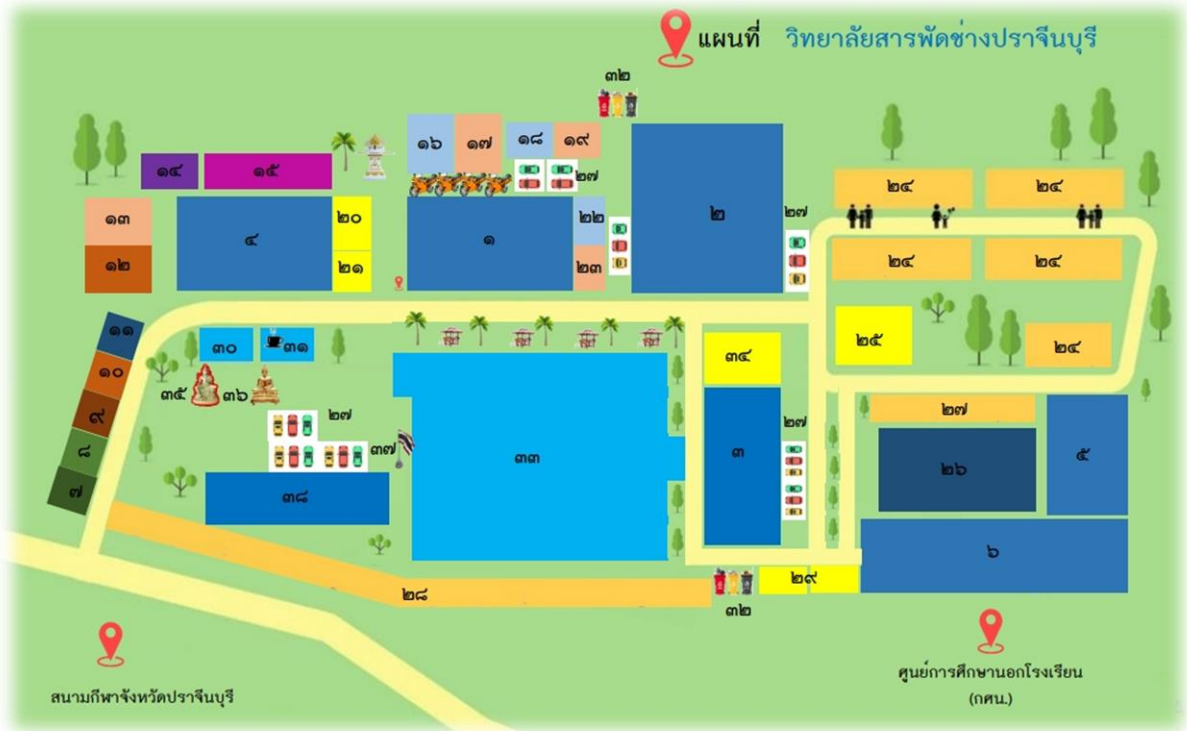 แผนที่ วิทยาลัยสารพัดช่างปราจีนบุรี
๓๒
๑๖ ๑๗ ๑๘ ๑๙
๒๗
๑๔ ๑๕
๒๔ ๒๔
๑๓ ๔ ๒๐ ๑ ๒๒ ๒ ๒๗
๑๒ ๒๑ ๒๓ ๒๔ ๒๔
๑๑ ๓๐ ๓๑ ๓๔ ๒๕ ๒๔
๑๐
๓๕ ๓๖
๙ ๒๗ ๒๗ ๒๗
๘ ๓๗ ๓๓ ๓ ๒๖ ๕
๗ ๓๘
๖
๒๘ ๒๙
๓๒
สนามกีฬาจังหวัดปราจีนบุรี
ศูนย์การศึกษานอกโรงเรียน
(กศน.)